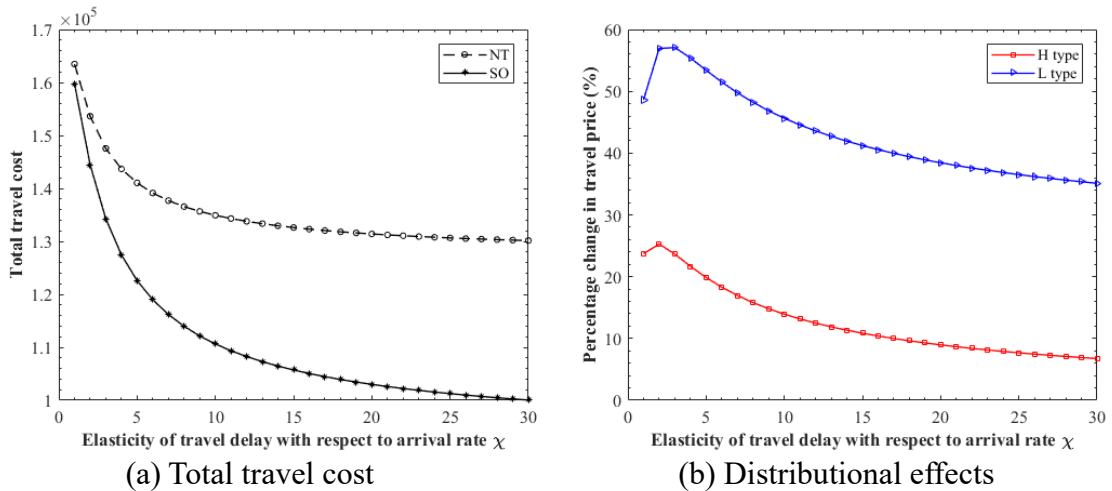 ×10⁵
1.7
1.6
1.5
1.4
1.3
1.2
1.1
1
0 5 10 15 20 25 30
Total travel cost
Elasticity of travel delay with respect to arrival rate χ
NT
SO
(a) Total travel cost
60
50
40
30
20
10
0
0 5 10 15 20 25 30
Percentage change in travel price (%)
Elasticity of travel delay with respect to arrival rate χ
H type
L type
(b) Distributional effects